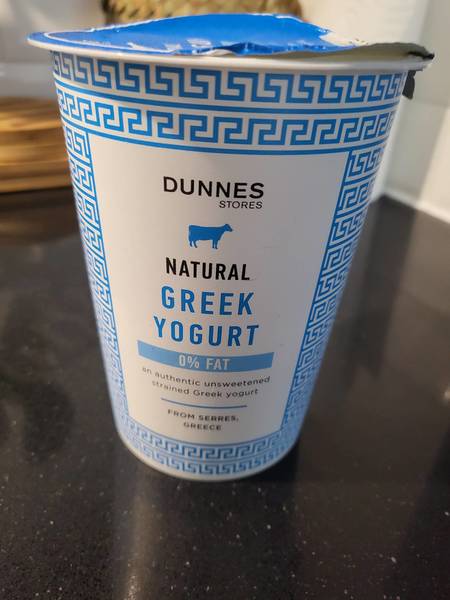 DUNNES
STORES
NATURAL
GREEK
YOGURT
0% FAT
an authentic unsweetened
strained Greek yogurt
FROM SERRES,
GREECE